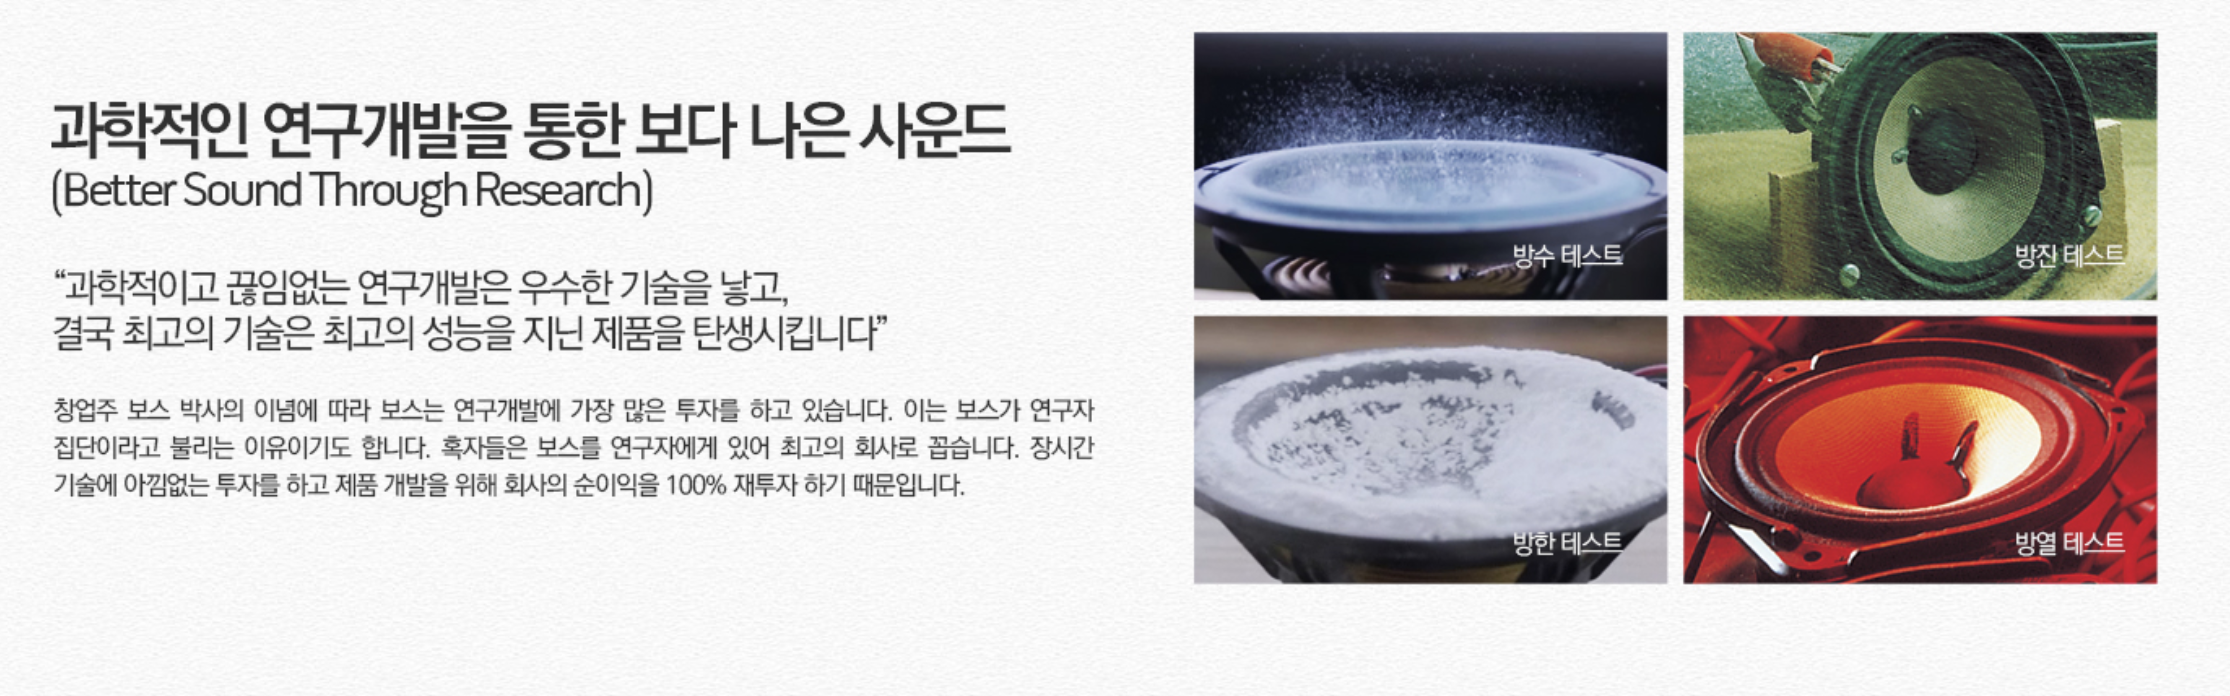 과학적인 연구개발을 통한 보다 나은 사운드
(Better Sound Through Research)
“과학적이고 끊임없는 연구개발은 우수한 기술을 낳고,
결국 최고의 기술은 최고의 성능을 지닌 제품을 탄생시킵니다”
창업주 보스 박사의 이념에 따라 보스는 연구개발에 가장 많은 투자를 하고 있습니다. 이는 보스가 연구자
집단이라고 불리는 이유이기도 합니다. 혹자들은 보스를 연구자에게 있어 최고의 회사로 꼽습니다. 장시간
기술에 아낌없는 투자를 하고 제품 개발을 위해 회사의 순이익을 100% 재투자 하기 때문입니다.
방수 테스트
방진 테스트
방한 테스트
방열 테스트